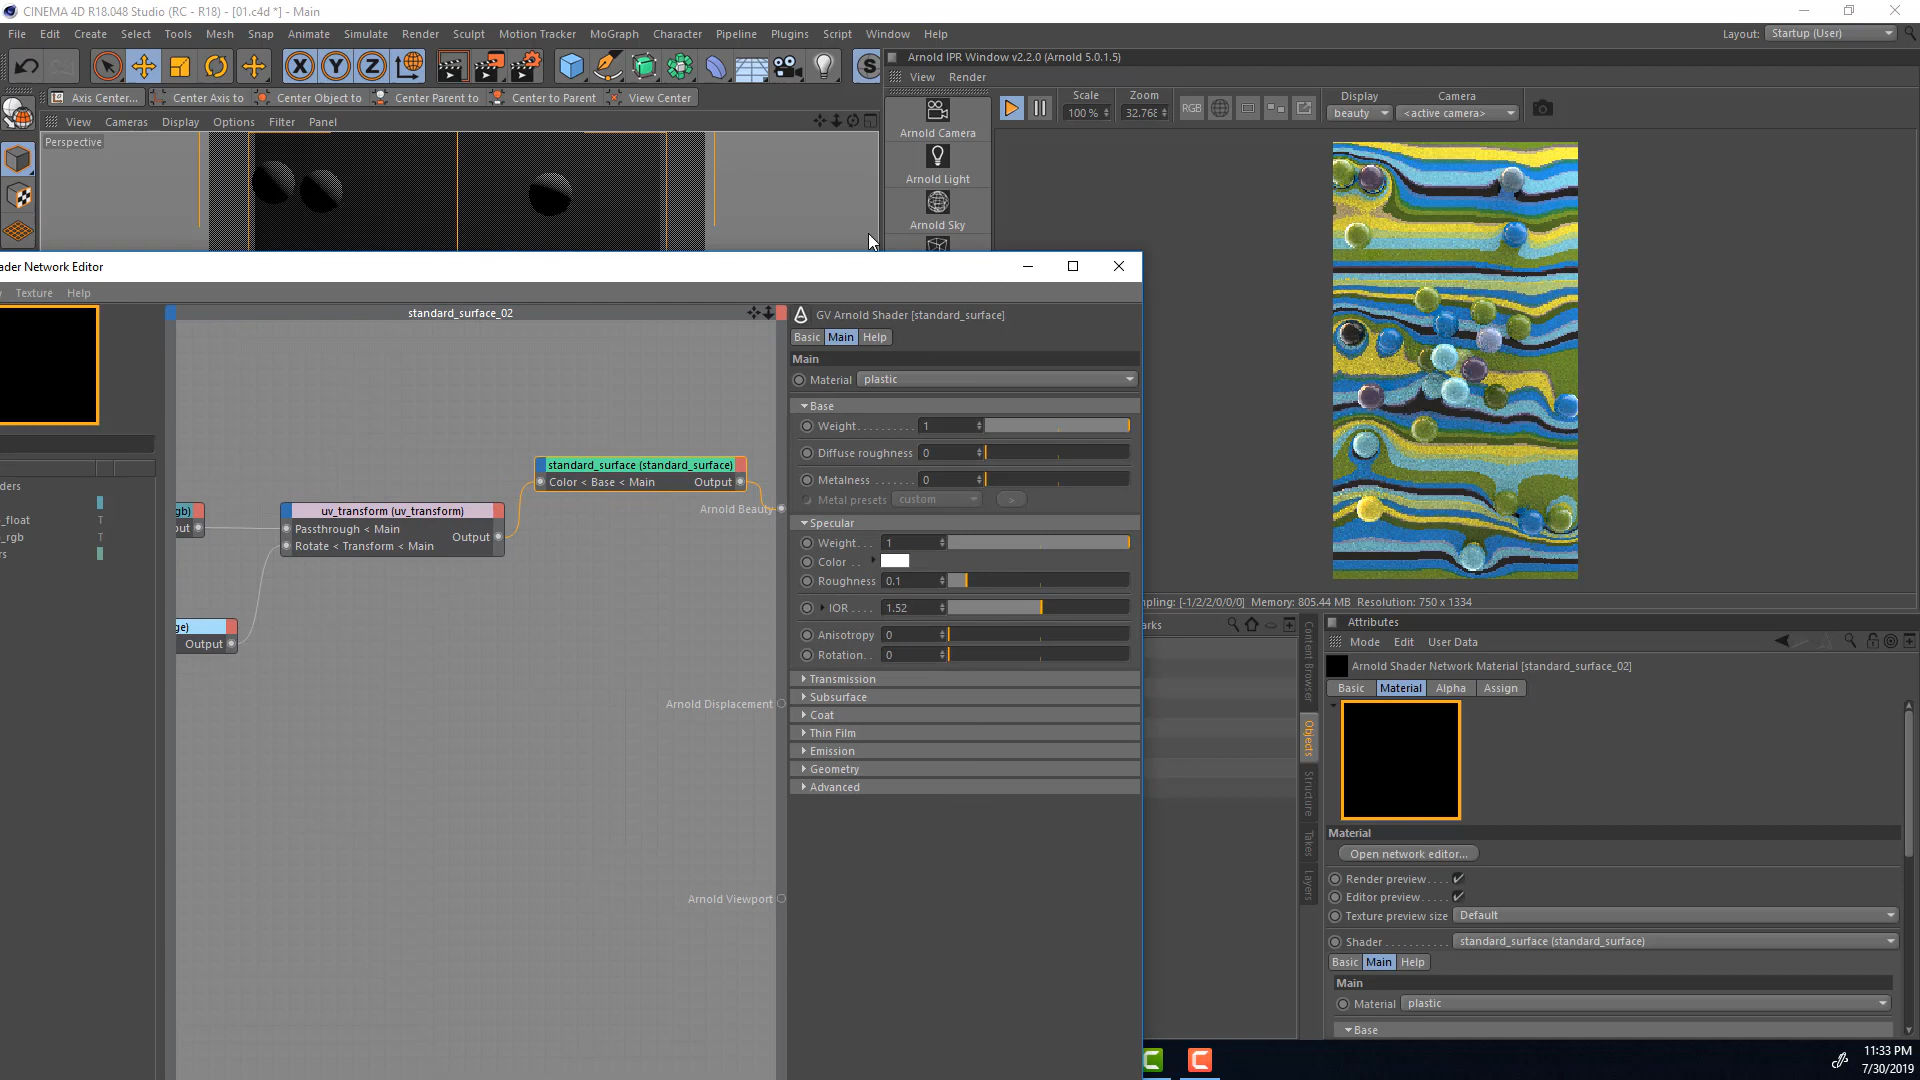 CINEMA 4D R18.048 Studio (RC - R18) - [01.c4d *] - Main
File Edit Create Select Tools Mesh Snap Animate Simulate Render Sculpt Motion Tracker MoGraph Character Pipeline Plugins Script Window Help
Layout: Startup (User)
Arnold IPR Window v2.2.0 (Arnold 5.0.1.5)
View Render
Axis Center... Center Axis to Center Object to Center Parent to Center to Parent View Center
View Cameras Display Options Filter Panel
Perspective
Scale Zoom Display Camera
100 % 32.768 RGB beauty <active camera>
Arnold Camera
Arnold Light
Arnold Sky
ader Network Editor
Texture Help
standard_surface_02
GV Arnold Shader [standard_surface]
Basic Main Help
Main
Material plastic
Base
Weight 1
Diffuse roughness 0
Metalness 0
Metal presets custom >
Specular
Weight 1
Color
Roughness 0.1
IOR 1.52
Anisotropy 0
Rotation 0
Transmission
Subsurface
Coat
Thin Film
Emission
Geometry
Advanced
ders
_float T
_rgb T
rs
gb)
put
uv_transform (uv_transform)
Passthrough < Main
Rotate < Transform < Main
Output
ge)
Output
standard_surface (standard_surface)
Color < Base < Main Output
Arnold Beauty
Arnold Displacement
Arnold Viewport
pling: [-1/2/2/0/0/0] Memory: 805.44 MB Resolution: 750 x 1334
arks
Content Browser
Objects
Structure
Takes
Layers
Attributes
Mode Edit User Data
Arnold Shader Network Material [standard_surface_02]
Basic Material Alpha Assign
Material
Open network editor...
Render preview
Editor preview
Texture preview size Default
Shader standard_surface (standard_surface)
Basic Main Help
Main
Material plastic
Base
11:33 PM
7/30/2019